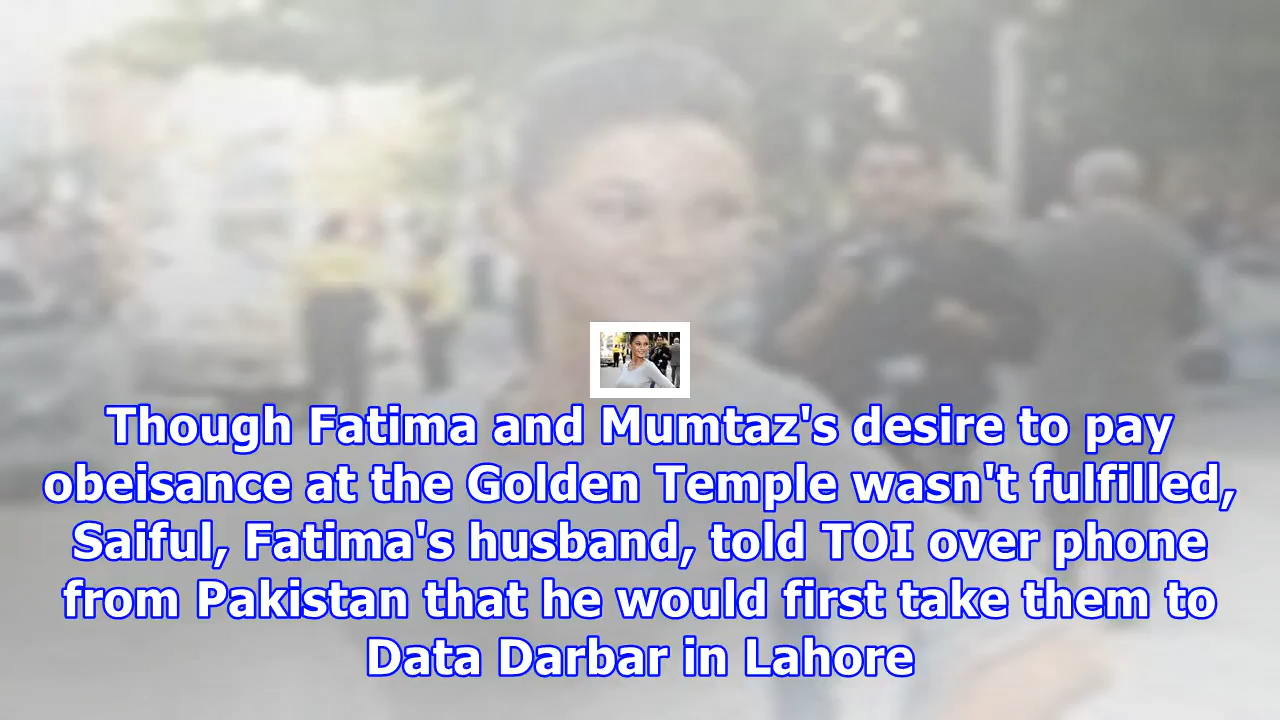 Though Fatima and Mumtaz's desire to pay
obeisance at the Golden Temple wasn't fulfilled,
Saiful, Fatima's husband, told TOI over phone
from Pakistan that he would first take them to
Data Darbar in Lahore